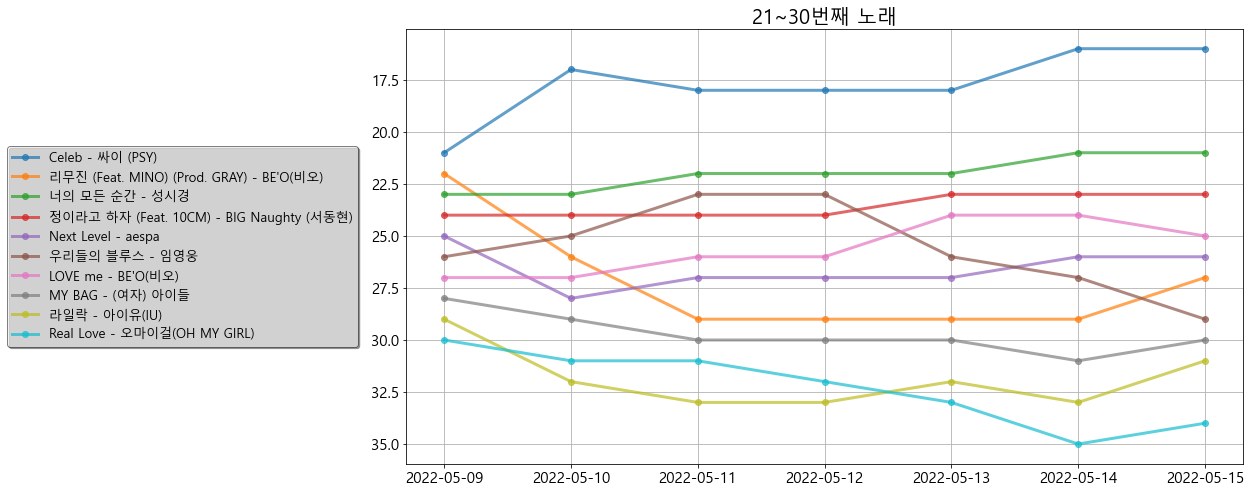 21~30번째 노래
Celeb - 싸이 (PSY)
리무진 (Feat. MINO) (Prod. GRAY) - BE'O(비오)
너의 모든 순간 - 성시경
정이라고 하자 (Feat. 10CM) - BIG Naughty (서동현)
Next Level - aespa
우리들의 블루스 - 임영웅
LOVE me - BE'O(비오)
MY BAG - (여자) 아이들
라일락 - 아이유(IU)
Real Love - 오마이걸(OH MY GIRL)
17.5
20.0
22.5
25.0
27.5
30.0
32.5
35.0
2022-05-09 2022-05-10 2022-05-11 2022-05-12 2022-05-13 2022-05-14 2022-05-15